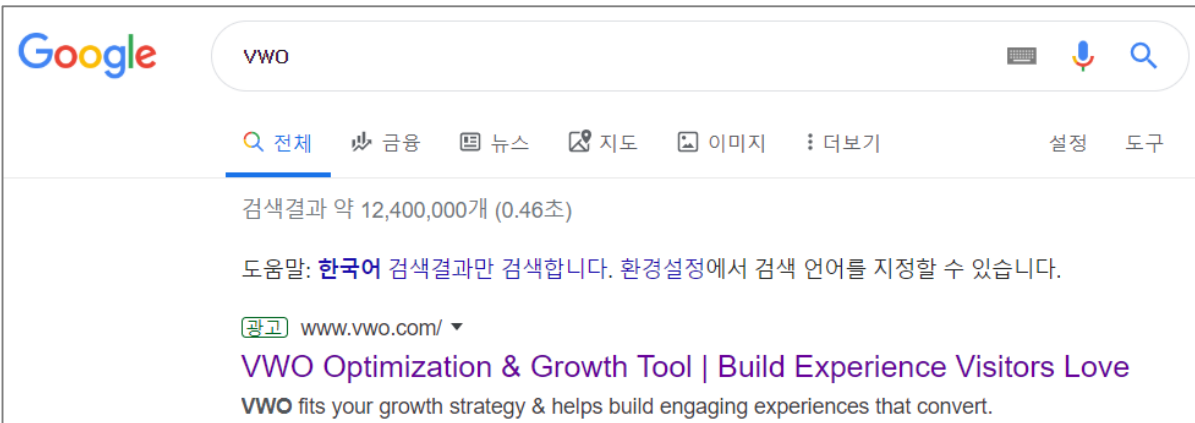 Google
vwo
전체 금융 뉴스 지도 이미지 더보기 설정 도구
검색결과 약 12,400,000개 (0.46초)
도움말: 한국어 검색결과만 검색합니다. 환경설정에서 검색 언어를 지정할 수 있습니다.
광고 www.vwo.com/
VWO Optimization & Growth Tool | Build Experience Visitors Love
VWO fits your growth strategy & helps build engaging experiences that convert.